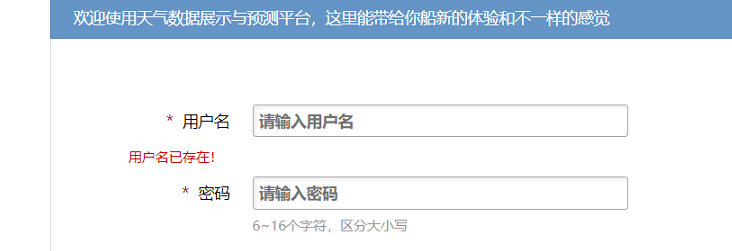 欢迎使用天气数据展示与预测平台，这里能带给你船新的体验和不一样的感觉
* 用户名 请输入用户名
用户名已存在！
* 密码 请输入密码
6~16个字符，区分大小写